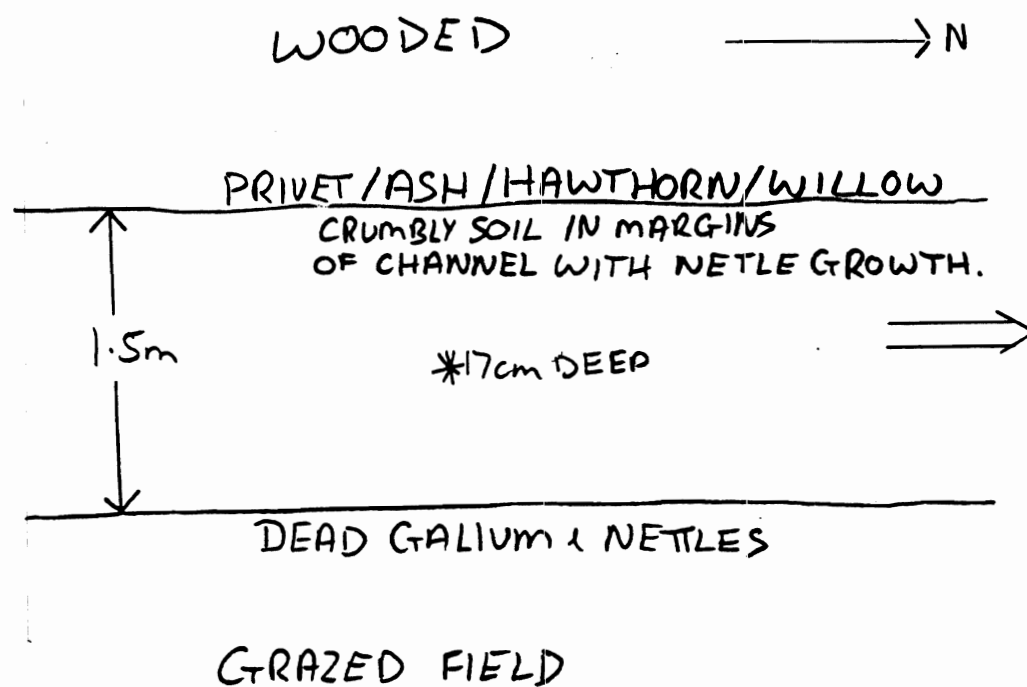 WOODED
N
PRIVET/ASH/HAWTHORN/WILLOW
CRUMBLY SOIL IN MARGINS
OF CHANNEL WITH NETLE GROWTH.
1.5m
*17cm DEEP
DEAD GALIUM & NETTLES
GRAZED FIELD